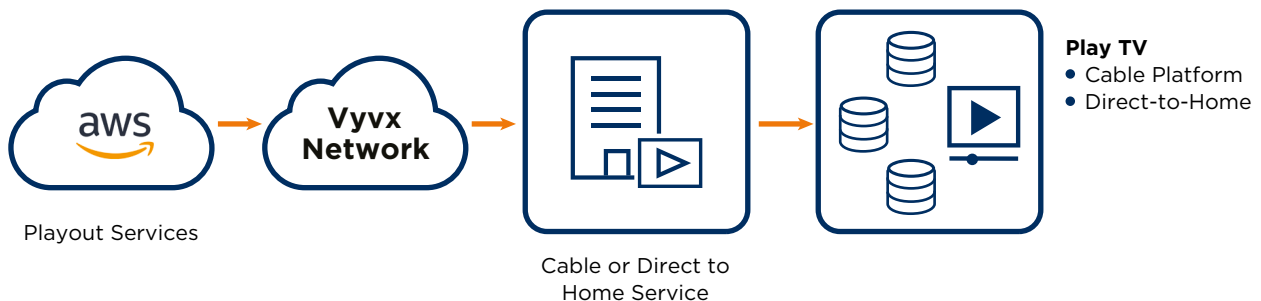 aws
Playout Services
Vyvx
Network
Cable or Direct to
Home Service
Play TV
• Cable Platform
• Direct-to-Home